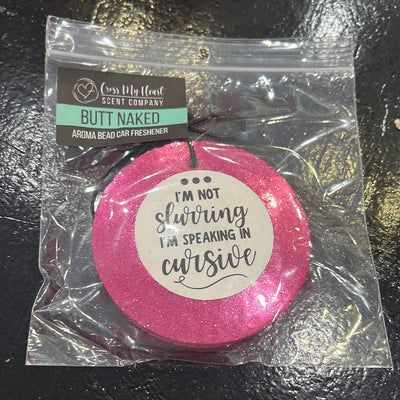 Cross My Heart
SCENT COMPANY
BUTT NAKED
AROMA BEAD CAR FRESHENER
I'M NOT
slurring
I'M SPEAKING IN
cursive